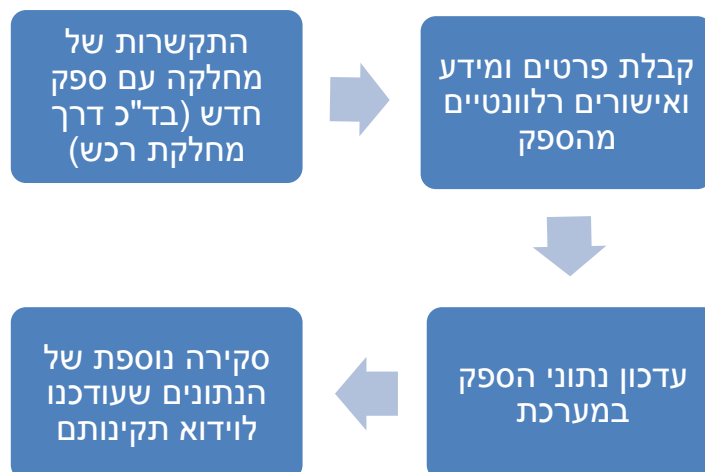 התקשרות של
מחלקה עם ספק
חדש (בד"כ דרך
מחלקת רכש)
קבלת פרטים ומידע
ואישורים רלוונטיים
מהספק
עדכון נתוני הספק
במערכת
סקירה נוספת של
הנתונים שעודכנו
לוידוא תקינותם